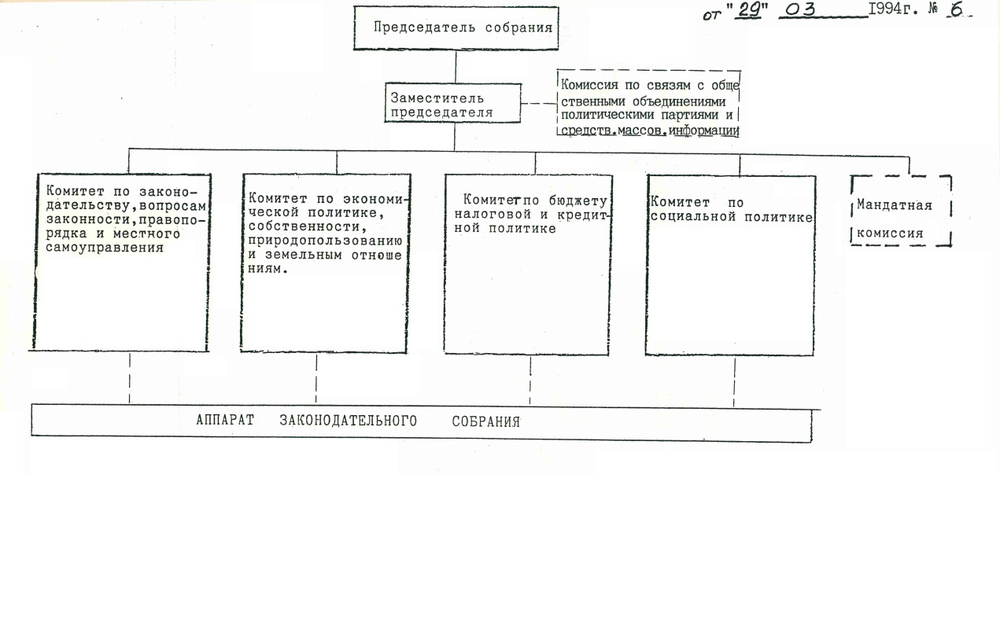 от "29" 03 1994г. № 6
Председатель собрания
Заместитель
председателя
Комиссия по связям с обще
ственными объединениями
политическими партиями и
средств.массов.информации
Комитет по законо-
дательству,вопросам
законности,правопо-
рядка и местного
самоуправления
Комитет по экономи-
ческой политике,
собственности,
природопользованию
и земельным отноше
ниям.
Комитет по бюджету
налоговой и кредит-
ной политике
Комитет по
социальной политике
Мандатная
комиссия
АППАРАТ ЗАКОНОДАТЕЛЬНОГО СОБРАНИЯ